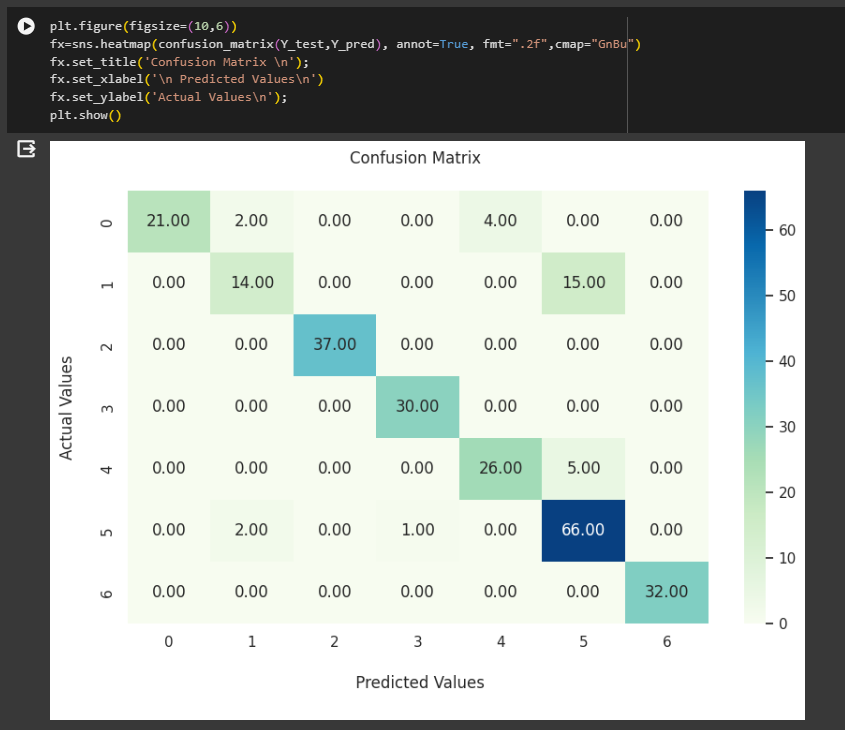 plt.figure(figsize=(10,6))
fx=sns.heatmap(confusion_matrix(Y_test,Y_pred), annot=True, fmt=".2f",cmap="GnBu")
fx.set_title('Confusion Matrix \n');
fx.set_xlabel('\n Predicted Values\n')
fx.set_ylabel('Actual Values\n');
plt.show()
Confusion Matrix
0 21.00 2.00 0.00 0.00 4.00 0.00 0.00
1 0.00 14.00 0.00 0.00 0.00 15.00 0.00
2 0.00 0.00 37.00 0.00 0.00 0.00 0.00
3 0.00 0.00 0.00 30.00 0.00 0.00 0.00
4 0.00 0.00 0.00 0.00 26.00 5.00 0.00
5 0.00 2.00 0.00 1.00 0.00 66.00 0.00
6 0.00 0.00 0.00 0.00 0.00 0.00 32.00
0 1 2 3 4 5 6
Predicted Values
Actual Values
60
50
40
30
20
10
0